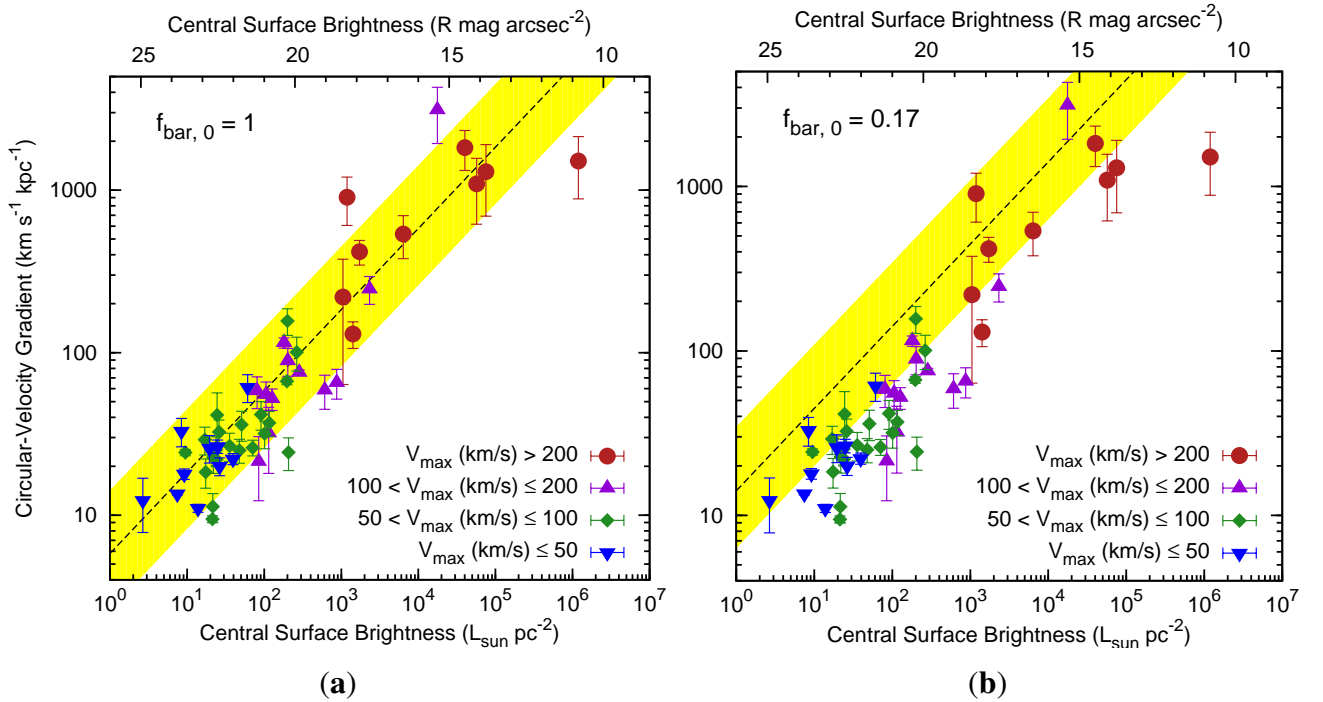 Central Surface Brightness (R mag arcsec⁻²)
25 20 15 10
Circular-Velocity Gradient (km s⁻¹ kpc⁻¹)
1000
100
10
f_bar, 0 = 1
V_max (km/s) > 200
100 < V_max (km/s) ≤ 200
50 < V_max (km/s) ≤ 100
V_max (km/s) ≤ 50
10⁰ 10¹ 10² 10³ 10⁴ 10⁵ 10⁶ 10⁷
Central Surface Brightness (L_sun pc⁻²)
(a)
Central Surface Brightness (R mag arcsec⁻²)
25 20 15 10
1000
100
10
f_bar, 0 = 0.17
V_max (km/s) > 200
100 < V_max (km/s) ≤ 200
50 < V_max (km/s) ≤ 100
V_max (km/s) ≤ 50
10⁰ 10¹ 10² 10³ 10⁴ 10⁵ 10⁶ 10⁷
Central Surface Brightness (L_sun pc⁻²)
(b)